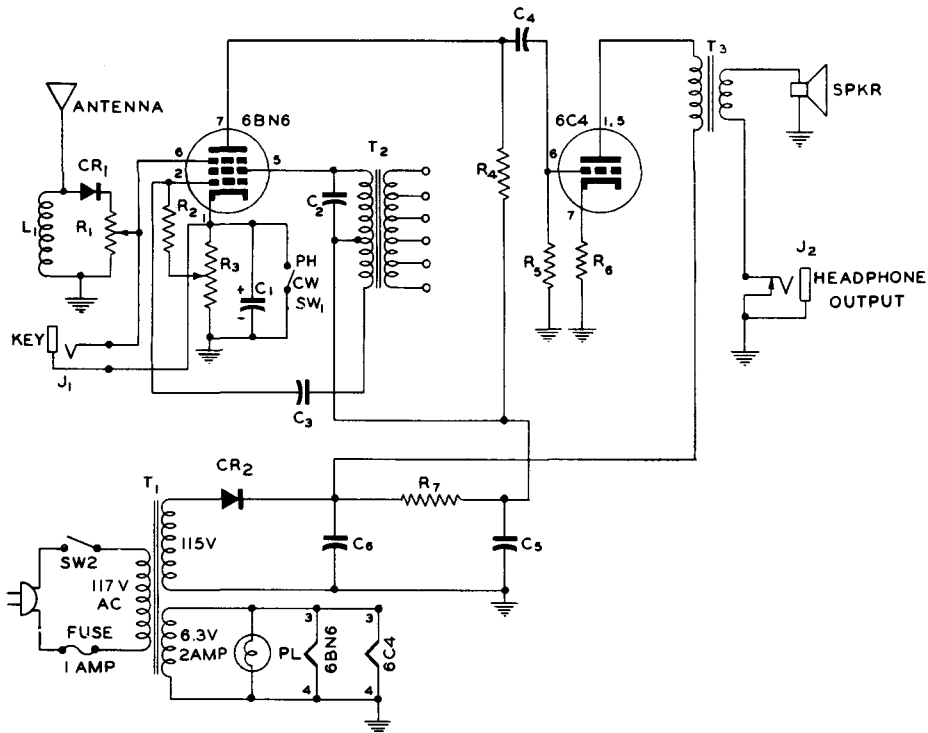 C4
T3
ANTENNA
7 6BN6
6C4 1,5
SPKR
6
5
T2
2
CR1
R4
6
R2
C2
L1
R1
1
7
R3
PH
CW
SW1
+
C1
-
R5
R6
J2
HEADPHONE
OUTPUT
KEY
J1
C3
CR2
T1
R7
115V
C6
C5
SW2
117V
AC
FUSE
1 AMP
6.3V
2AMP
PL
3
6BN6
4
3
6C4
4